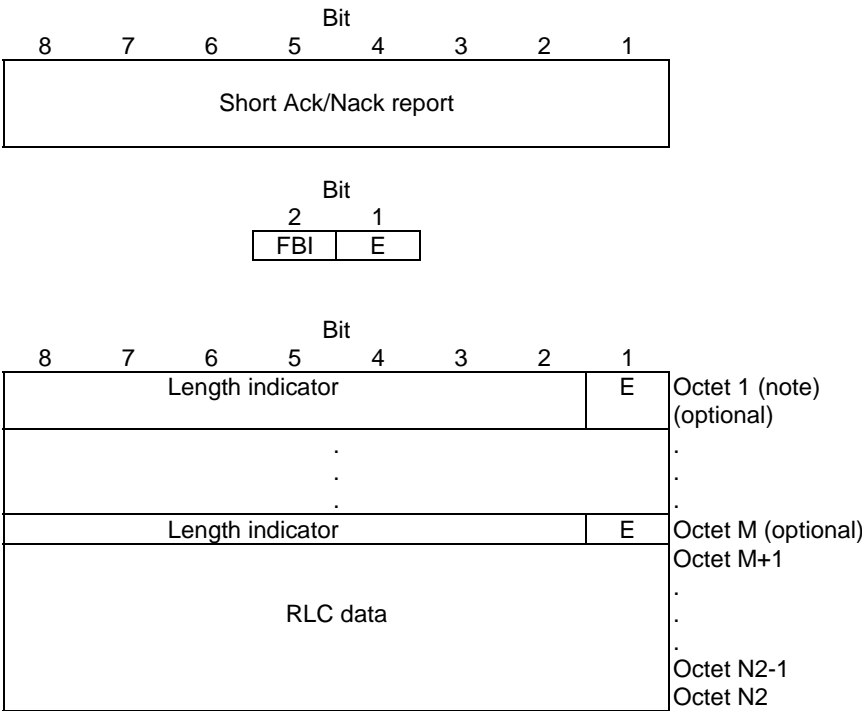 Bit
8 7 6 5 4 3 2 1
Short Ack/Nack report
Bit
2 1
FBI E
Bit
8 7 6 5 4 3 2 1
Length indicator E Octet 1 (note)
(optional)
. .
. .
. .
Length indicator E Octet M (optional)
Octet M+1
.
RLC data .
.
Octet N2-1
Octet N2